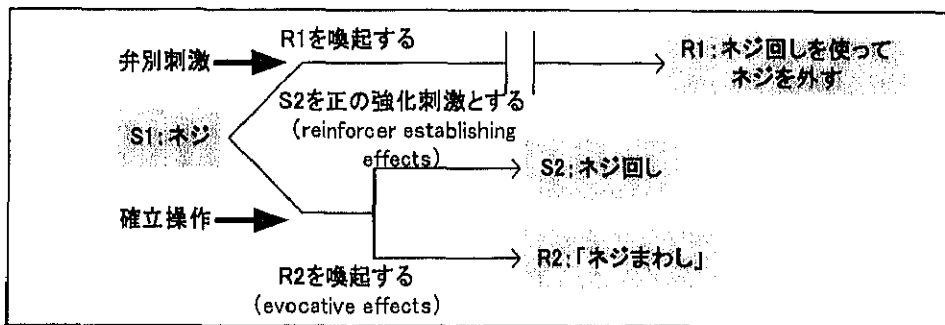 R1を喚起する
弁別刺激
R1:ネジ回しを使って
ネジを外す
S2を正の強化刺激とする
(reinforcer establishing
effects)
S1:ネジ
S2:ネジ回し
確立操作
R2を喚起する
(evocative effects)
R2:「ネジまわし」